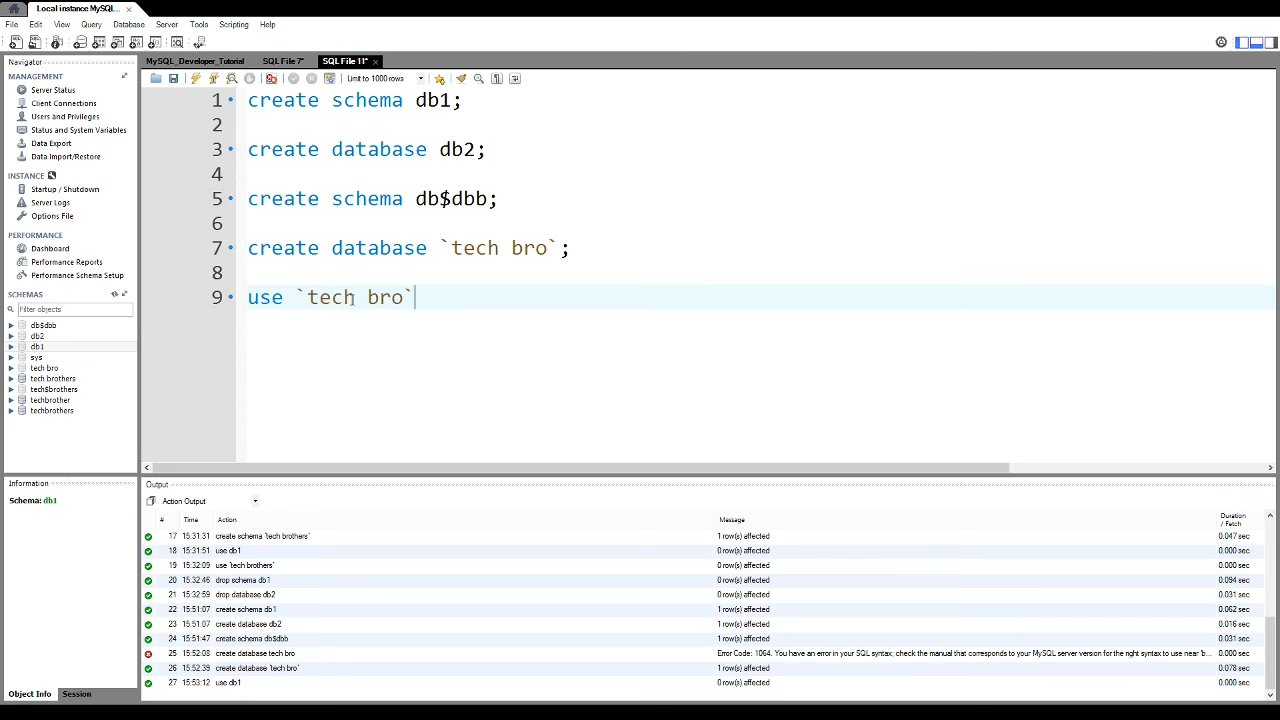 Local instance MySQL...
File Edit View Query Database Server Tools Scripting Help
Navigator
MANAGEMENT
Server Status
Client Connections
Users and Privileges
Status and System Variables
Data Export
Data Import/Restore
INSTANCE
Startup / Shutdown
Server Logs
Options File
PERFORMANCE
Dashboard
Performance Reports
Performance Schema Setup
SCHEMAS
Filter objects
db$dbb
db2
db1
sys
tech bro
tech brothers
tech$brothers
techbrother
techbrothers
Information
Schema: db1
Object Info Session
MySQL_Developer_Tutorial SQL File 7* SQL File 11*
Limit to 1000 rows
1 create schema db1;
2
3 create database db2;
4
5 create schema db$dbb;
6
7 create database `tech bro`;
8
9 use `tech bro`
Output
Action Output
# Time Action Message Duration / Fetch
17 15:31:31 create schema `tech brothers` 1 row(s) affected 0.047 sec
18 15:31:51 use db1 0 row(s) affected 0.000 sec
19 15:32:09 use `tech brothers` 0 row(s) affected 0.000 sec
20 15:32:46 drop schema db1 0 row(s) affected 0.094 sec
21 15:32:59 drop database db2 0 row(s) affected 0.031 sec
22 15:51:07 create schema db1 1 row(s) affected 0.062 sec
23 15:51:07 create database db2 1 row(s) affected 0.016 sec
24 15:51:47 create schema db$dbb 1 row(s) affected 0.031 sec
25 15:52:08 create database tech bro Error Code: 1064. You have an error in your SQL syntax; check the manual that corresponds to your MySQL server version for the right syntax to use near 'b... 0.000 sec
26 15:52:39 create database `tech bro` 1 row(s) affected 0.078 sec
27 15:53:12 use db1 0 row(s) affected 0.000 sec